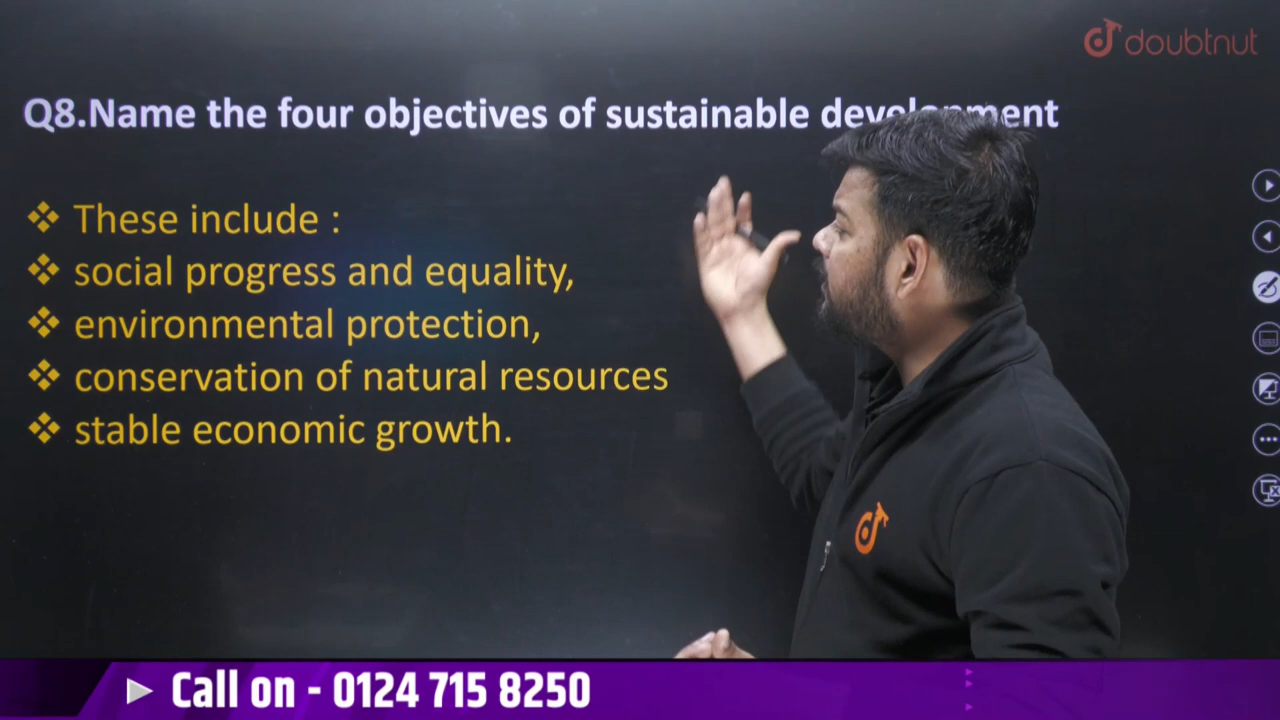 doubtnut
Q8.Name the four objectives of sustainable development
❖ These include :
❖ social progress and equality,
❖ environmental protection,
❖ conservation of natural resources
❖ stable economic growth.
Call on - 0124 715 8250